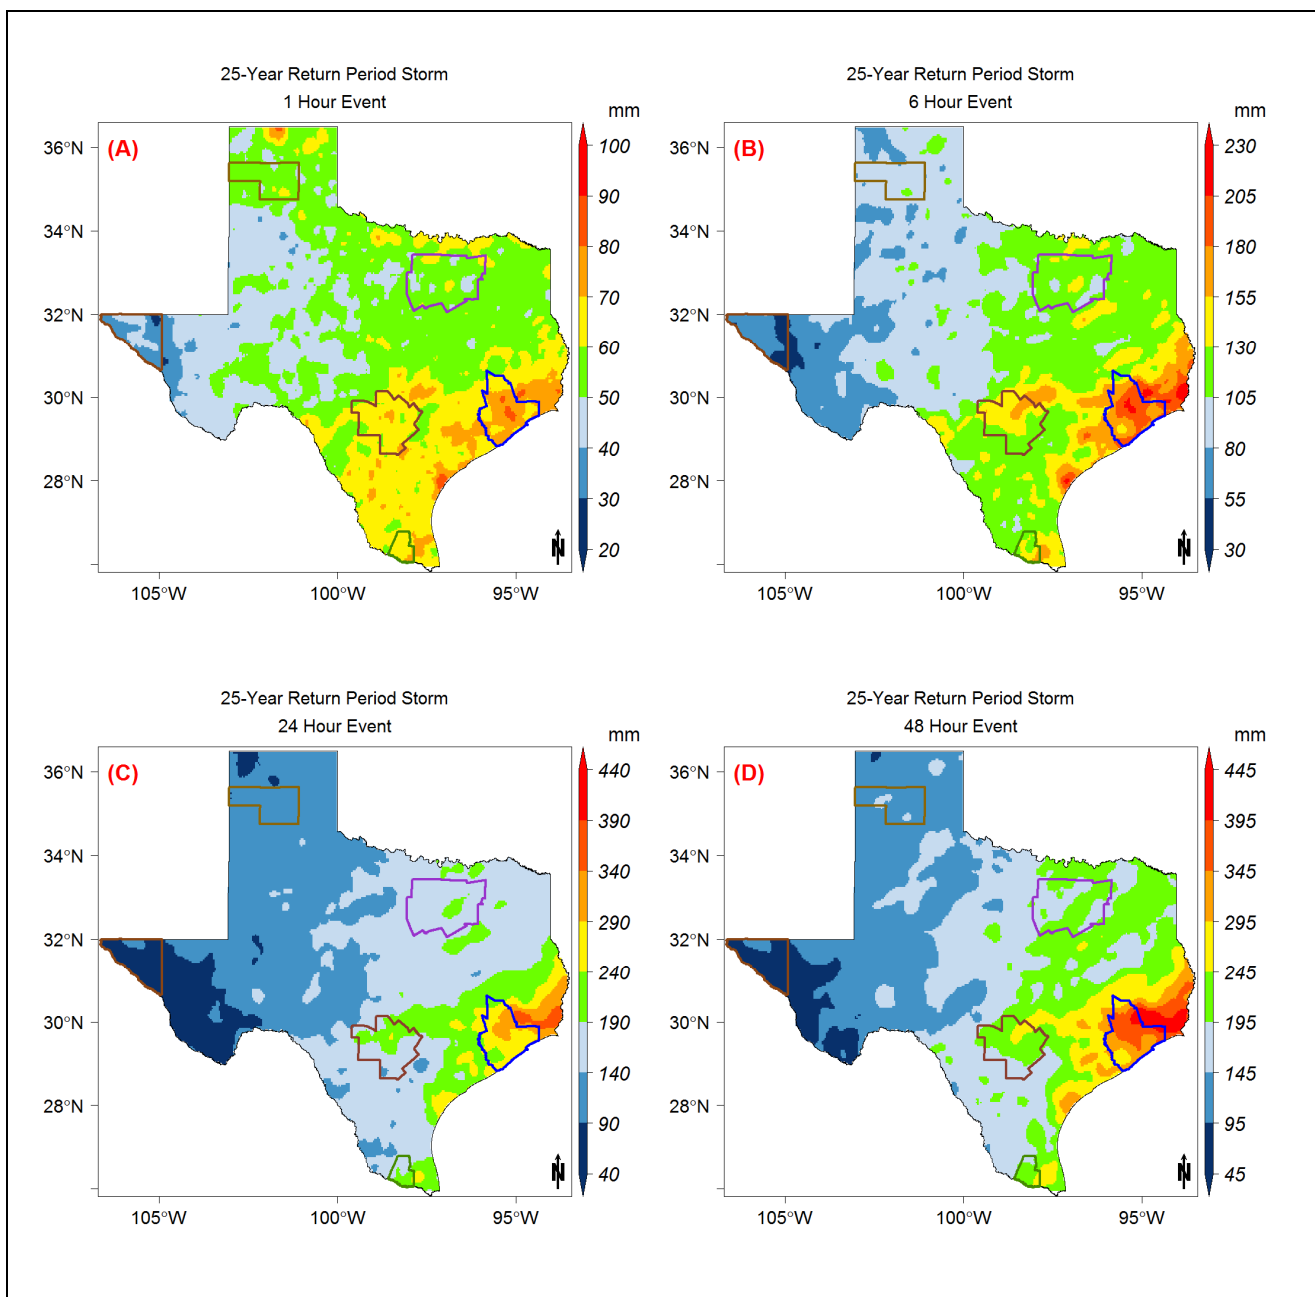 25-Year Return Period Storm
1 Hour Event
mm
(A)
36°N
34°N
32°N
30°N
28°N
100
90
80
70
60
50
40
30
20
N
105°W
100°W
95°W
25-Year Return Period Storm
6 Hour Event
mm
(B)
36°N
34°N
32°N
30°N
28°N
230
205
180
155
130
105
80
55
30
N
105°W
100°W
95°W
25-Year Return Period Storm
24 Hour Event
mm
(C)
36°N
34°N
32°N
30°N
28°N
440
390
340
290
240
190
140
90
40
N
105°W
100°W
95°W
25-Year Return Period Storm
48 Hour Event
mm
(D)
36°N
34°N
32°N
30°N
28°N
445
395
345
295
245
195
145
95
45
N
105°W
100°W
95°W